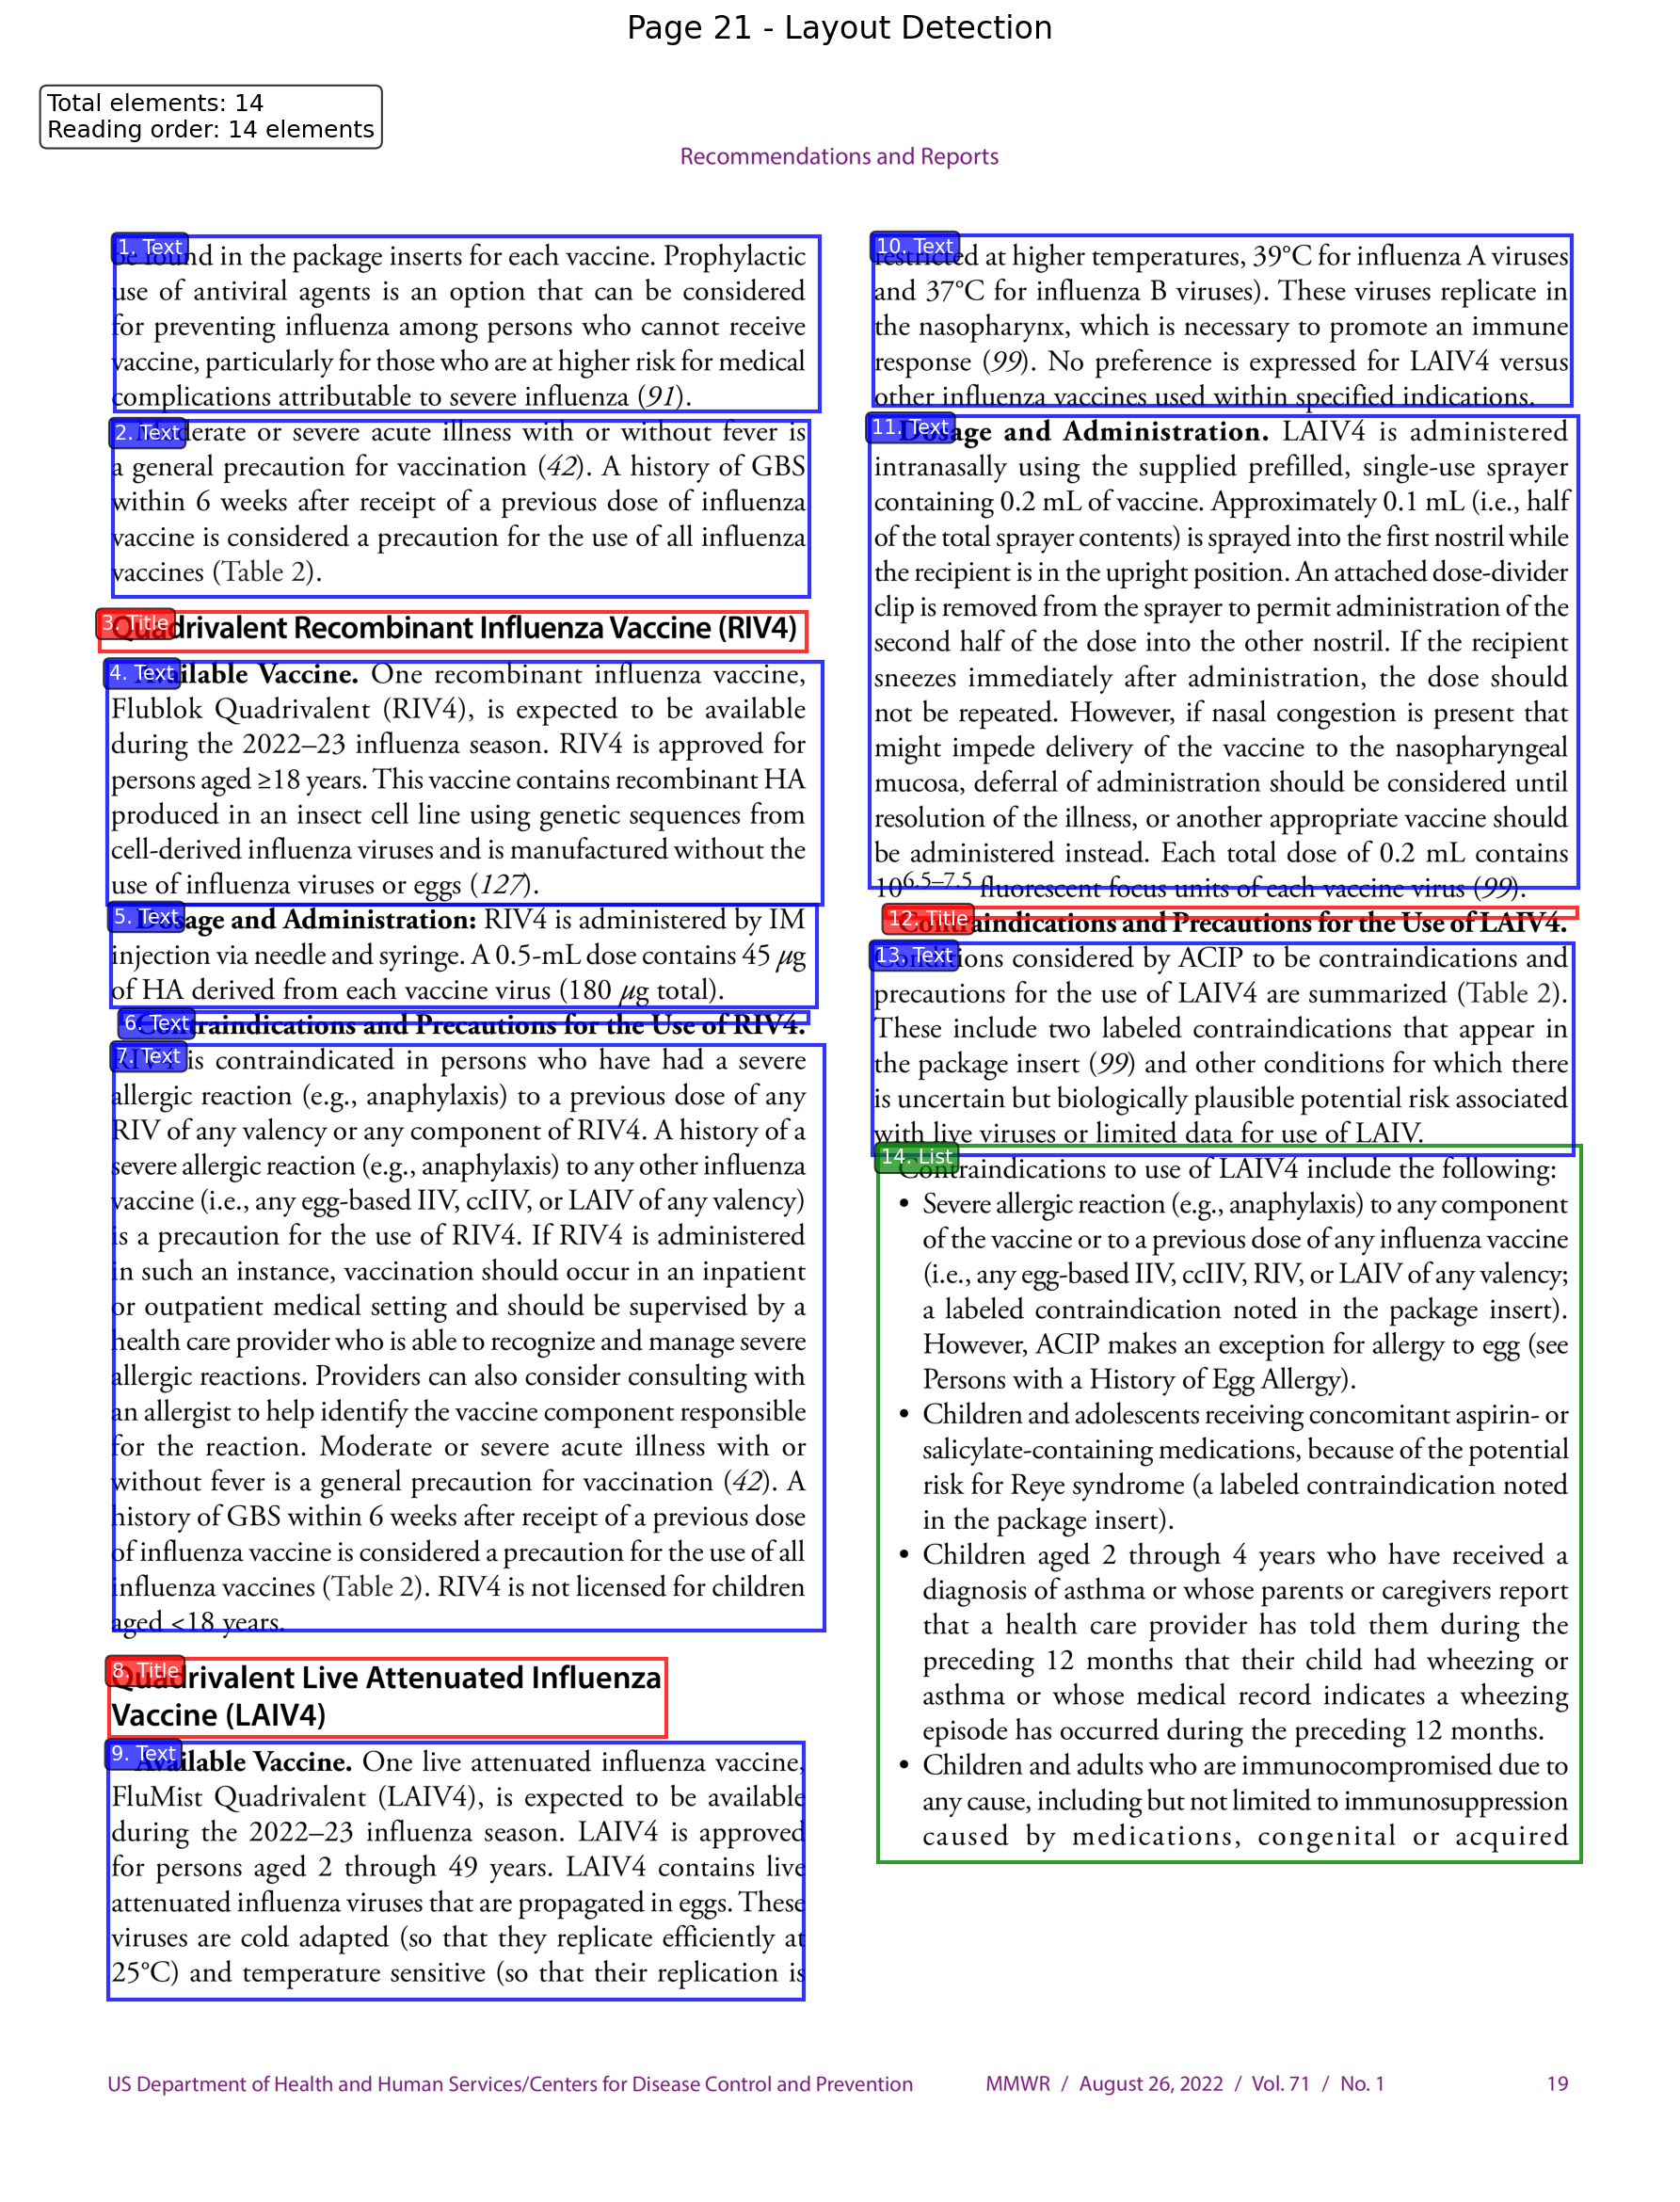 Page 21 - Layout Detection
Total elements: 14
Reading order: 14 elements
Recommendations and Reports
1. Text
be found in the package inserts for each vaccine. Prophylactic
use of antiviral agents is an option that can be considered
for preventing influenza among persons who cannot receive
vaccine, particularly for those who are at higher risk for medical
complications attributable to severe influenza (91).
2. Text
Moderate or severe acute illness with or without fever is
a general precaution for vaccination (42). A history of GBS
within 6 weeks after receipt of a previous dose of influenza
vaccine is considered a precaution for the use of all influenza
vaccines (Table 2).
3. Title
Quadrivalent Recombinant Influenza Vaccine (RIV4)
4. Text
Available Vaccine. One recombinant influenza vaccine,
Flublok Quadrivalent (RIV4), is expected to be available
during the 2022–23 influenza season. RIV4 is approved for
persons aged ≥18 years. This vaccine contains recombinant HA
produced in an insect cell line using genetic sequences from
cell-derived influenza viruses and is manufactured without the
use of influenza viruses or eggs (127).
5. Text
Dosage and Administration: RIV4 is administered by IM
injection via needle and syringe. A 0.5-mL dose contains 45 µg
of HA derived from each vaccine virus (180 µg total).
6. Text
Contraindications and Precautions for the Use of RIV4.
7. Text
RIV4 is contraindicated in persons who have had a severe
allergic reaction (e.g., anaphylaxis) to a previous dose of any
RIV of any valency or any component of RIV4. A history of a
severe allergic reaction (e.g., anaphylaxis) to any other influenza
vaccine (i.e., any egg-based IIV, ccIIV, or LAIV of any valency)
is a precaution for the use of RIV4. If RIV4 is administered
in such an instance, vaccination should occur in an inpatient
or outpatient medical setting and should be supervised by a
health care provider who is able to recognize and manage severe
allergic reactions. Providers can also consider consulting with
an allergist to help identify the vaccine component responsible
for the reaction. Moderate or severe acute illness with or
without fever is a general precaution for vaccination (42). A
history of GBS within 6 weeks after receipt of a previous dose
of influenza vaccine is considered a precaution for the use of all
influenza vaccines (Table 2). RIV4 is not licensed for children
aged <18 years.
8. Title
Quadrivalent Live Attenuated Influenza
Vaccine (LAIV4)
9. Text
Available Vaccine. One live attenuated influenza vaccine,
FluMist Quadrivalent (LAIV4), is expected to be available
during the 2022–23 influenza season. LAIV4 is approved
for persons aged 2 through 49 years. LAIV4 contains live
attenuated influenza viruses that are propagated in eggs. These
viruses are cold adapted (so that they replicate efficiently at
25°C) and temperature sensitive (so that their replication is
10. Text
restricted at higher temperatures, 39°C for influenza A viruses
and 37°C for influenza B viruses). These viruses replicate in
the nasopharynx, which is necessary to promote an immune
response (99). No preference is expressed for LAIV4 versus
other influenza vaccines used within specified indications.
11. Text
Dosage and Administration. LAIV4 is administered
intranasally using the supplied prefilled, single-use sprayer
containing 0.2 mL of vaccine. Approximately 0.1 mL (i.e., half
of the total sprayer contents) is sprayed into the first nostril while
the recipient is in the upright position. An attached dose-divider
clip is removed from the sprayer to permit administration of the
second half of the dose into the other nostril. If the recipient
sneezes immediately after administration, the dose should
not be repeated. However, if nasal congestion is present that
might impede delivery of the vaccine to the nasopharyngeal
mucosa, deferral of administration should be considered until
resolution of the illness, or another appropriate vaccine should
be administered instead. Each total dose of 0.2 mL contains
10^6.5–7.5 fluorescent focus units of each vaccine virus (99).
12. Title
Contraindications and Precautions for the Use of LAIV4.
13. Text
Conditions considered by ACIP to be contraindications and
precautions for the use of LAIV4 are summarized (Table 2).
These include two labeled contraindications that appear in
the package insert (99) and other conditions for which there
is uncertain but biologically plausible potential risk associated
with live viruses or limited data for use of LAIV.
14. List
Contraindications to use of LAIV4 include the following:
• Severe allergic reaction (e.g., anaphylaxis) to any component
of the vaccine or to a previous dose of any influenza vaccine
(i.e., any egg-based IIV, ccIIV, RIV, or LAIV of any valency;
a labeled contraindication noted in the package insert).
However, ACIP makes an exception for allergy to egg (see
Persons with a History of Egg Allergy).
• Children and adolescents receiving concomitant aspirin- or
salicylate-containing medications, because of the potential
risk for Reye syndrome (a labeled contraindication noted
in the package insert).
• Children aged 2 through 4 years who have received a
diagnosis of asthma or whose parents or caregivers report
that a health care provider has told them during the
preceding 12 months that their child had wheezing or
asthma or whose medical record indicates a wheezing
episode has occurred during the preceding 12 months.
• Children and adults who are immunocompromised due to
any cause, including but not limited to immunosuppression
caused by medications, congenital or acquired
US Department of Health and Human Services/Centers for Disease Control and Prevention MMWR / August 26, 2022 / Vol. 71 / No. 1 19